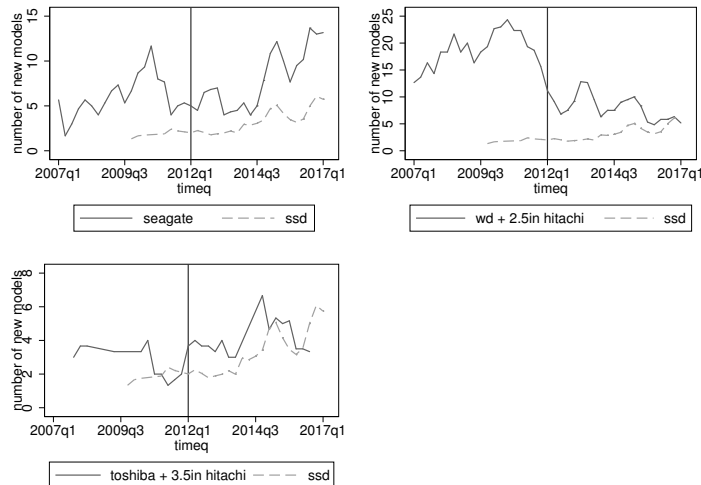 number of new models
15
10
5
0
2007q1 2009q3 2012q1 2014q3 2017q1
timeq
seagate ssd
number of new models
25
20
15
10
5
0
2007q1 2009q3 2012q1 2014q3 2017q1
timeq
wd + 2.5in hitachi ssd
number of new models
8
6
4
2
0
2007q1 2009q3 2012q1 2014q3 2017q1
timeq
toshiba + 3.5in hitachi ssd